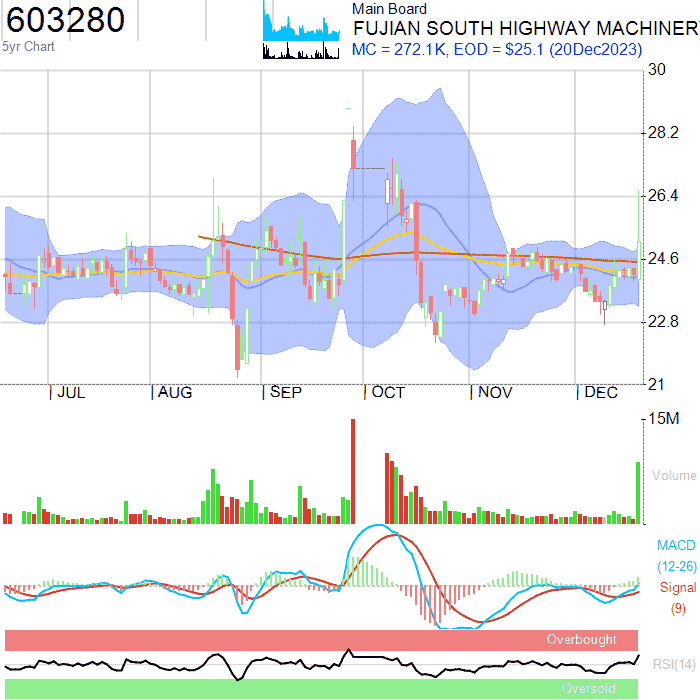 603280
5yr Chart
Main Board
FUJIAN SOUTH HIGHWAY MACHINER
MC = 272.1K, EOD = $25.1 (20Dec2023)
30
28.2
26.4
24.6
22.8
21
JUL AUG SEP OCT NOV DEC
15M
Volume
MACD
(12-26)
Signal
(9)
Overbought
RSI(14)
Oversold